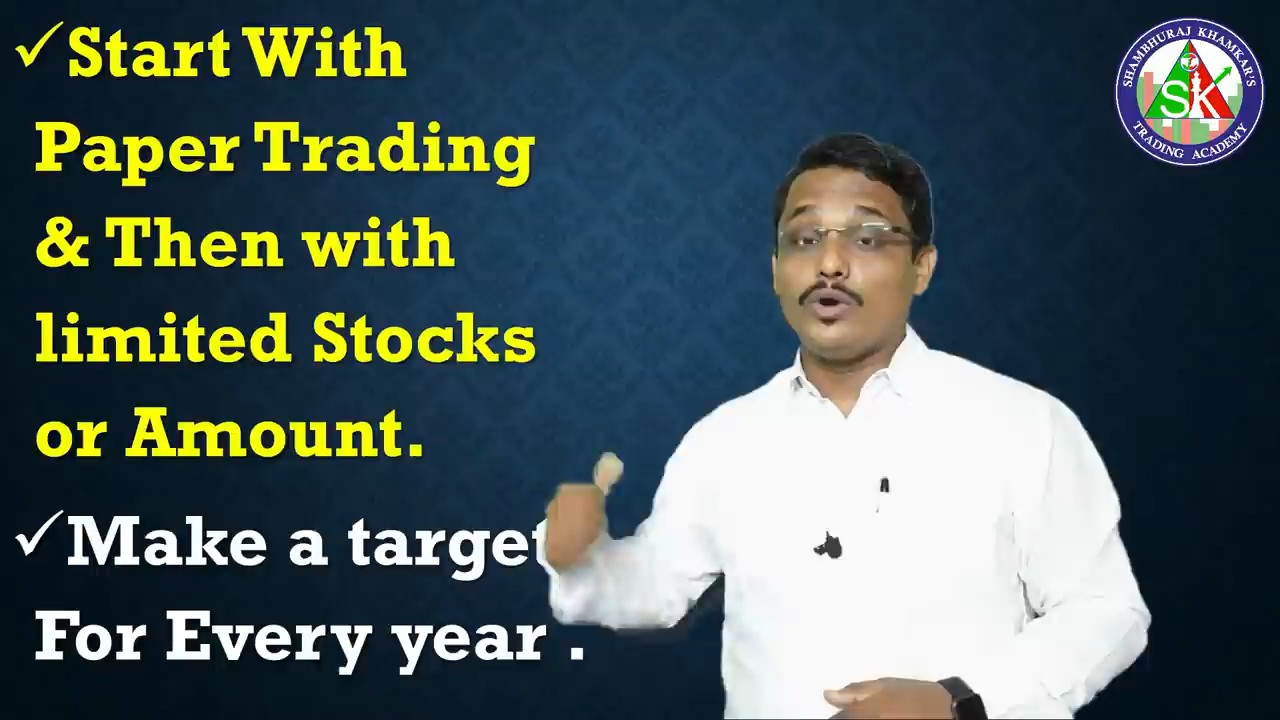 ✓Start With
Paper Trading
& Then with
limited Stocks
or Amount.
✓Make a target
For Every year .
SHAMBHURAJ KHAMKAR'S
SK
TRADING ACADEMY